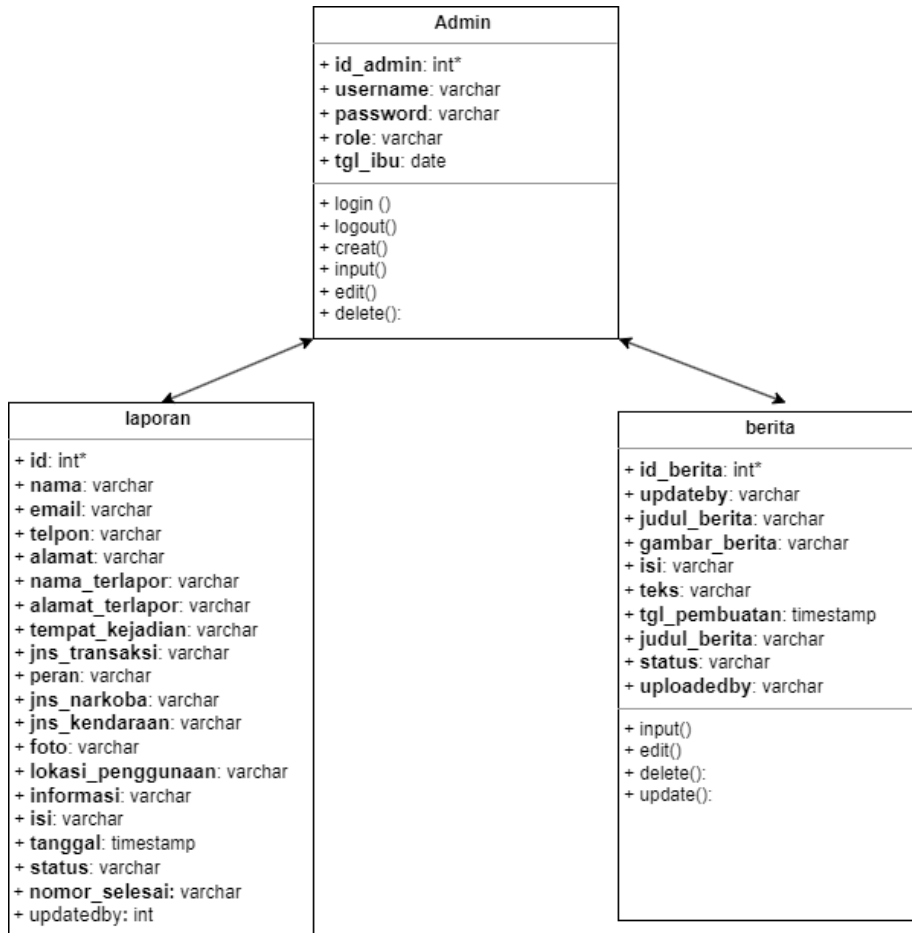 Admin
+ id_admin: int*
+ username: varchar
+ password: varchar
+ role: varchar
+ tgl_ibu: date
+ login ()
+ logout()
+ creat()
+ input()
+ edit()
+ delete():
laporan
+ id: int*
+ nama: varchar
+ email: varchar
+ telpon: varchar
+ alamat: varchar
+ nama_terlapor: varchar
+ alamat_terlapor: varchar
+ tempat_kejadian: varchar
+ jns_transaksi: varchar
+ peran: varchar
+ jns_narkoba: varchar
+ jns_kendaraan: varchar
+ foto: varchar
+ lokasi_penggunaan: varchar
+ informasi: varchar
+ isi: varchar
+ tanggal: timestamp
+ status: varchar
+ nomor_selesai: varchar
+ updatedby: int
berita
+ id_berita: int*
+ updateby: varchar
+ judul_berita: varchar
+ gambar_berita: varchar
+ isi: varchar
+ teks: varchar
+ tgl_pembuatan: timestamp
+ judul_berita: varchar
+ status: varchar
+ uploadedby: varchar
+ input()
+ edit()
+ delete():
+ update():